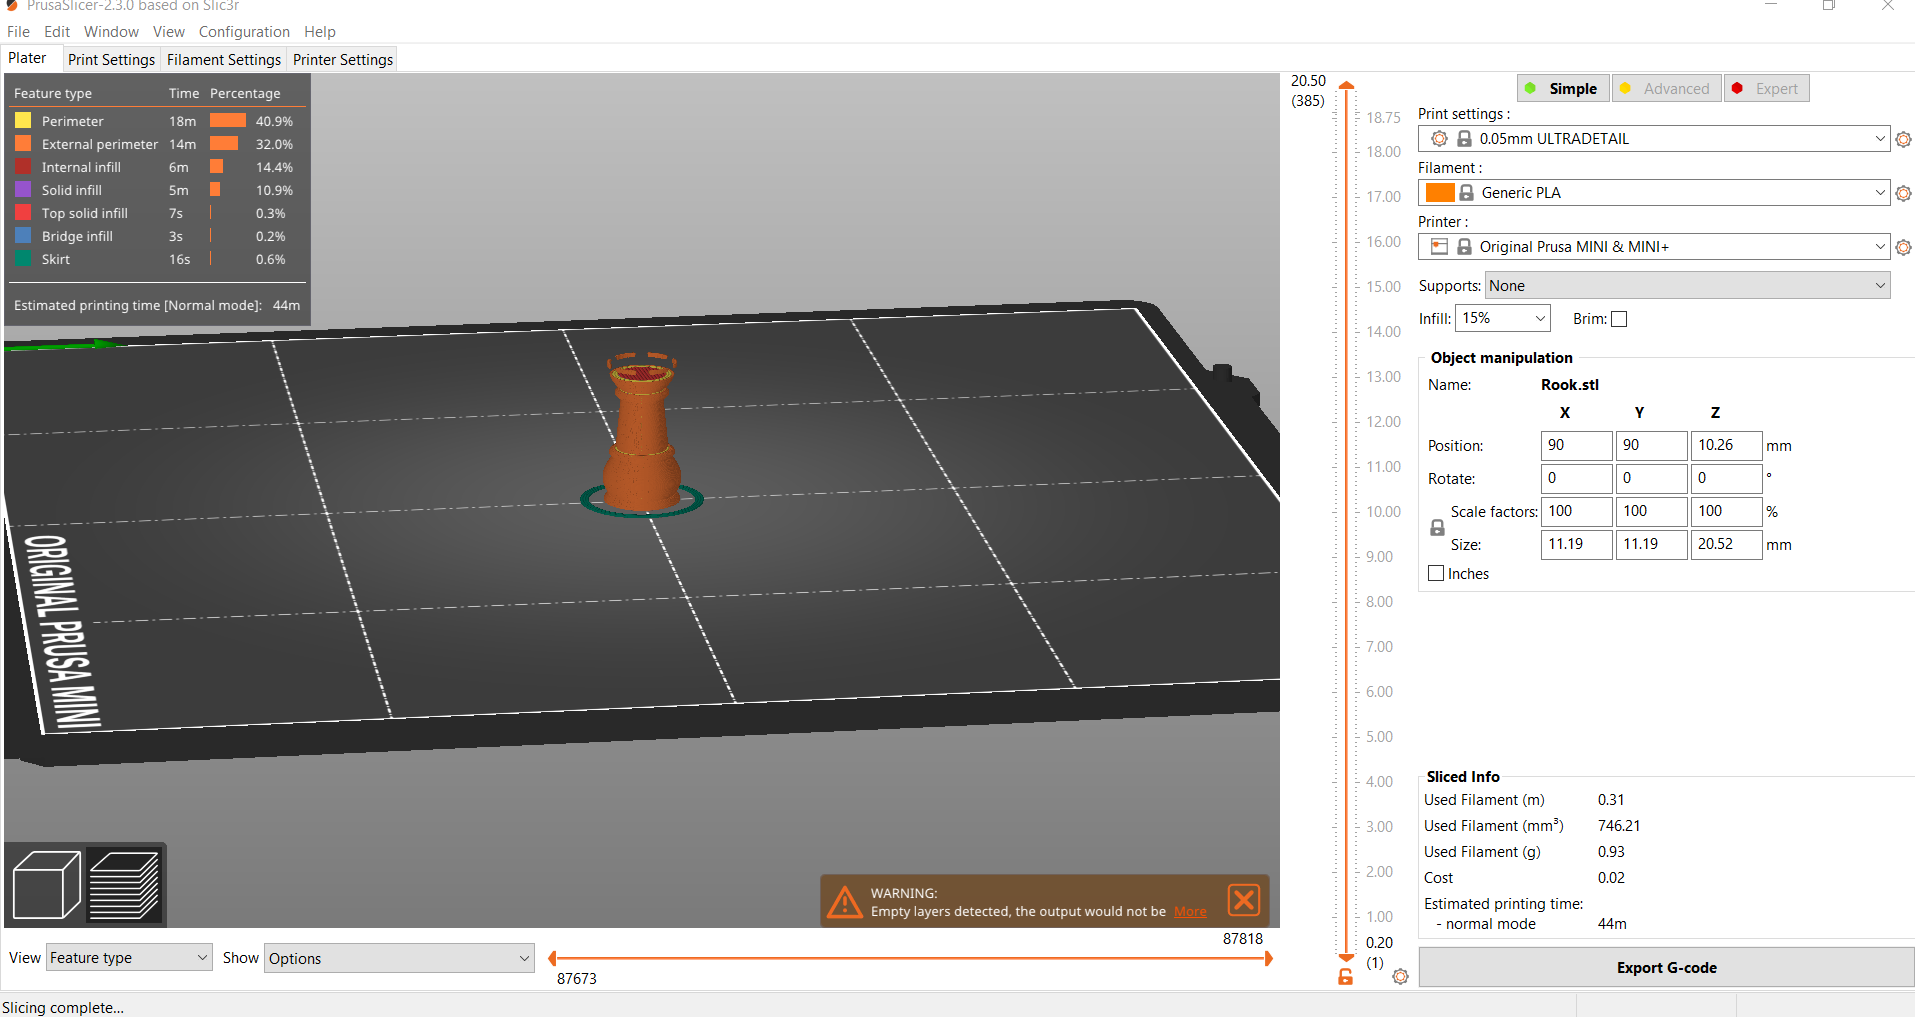 PrusaSlicer-2.3.0 based on Slic3r
File Edit Window View Configuration Help
Plater Print Settings Filament Settings Printer Settings
Feature type Time Percentage
Perimeter 18m 40.9%
External perimeter 14m 32.0%
Internal infill 6m 14.4%
Solid infill 5m 10.9%
Top solid infill 7s 0.3%
Bridge infill 3s 0.2%
Skirt 16s 0.6%
Estimated printing time [Normal mode]: 44m
ORIGINAL PRUSA MINI
WARNING:
Empty layers detected, the output would not be More
View Feature type Show Options
87818
87673
20.50
(385)
18.75
18.00
17.00
16.00
15.00
14.00
13.00
12.00
11.00
10.00
9.00
8.00
7.00
6.00
5.00
4.00
3.00
2.00
1.00
0.20
(1)
Simple Advanced Expert
Print settings :
0.05mm ULTRADETAIL
Filament :
Generic PLA
Printer :
Original Prusa MINI & MINI+
Supports: None
Infill: 15% Brim:
Object manipulation
Name: Rook.stl
X Y Z
Position: 90 90 10.26 mm
Rotate: 0 0 0 °
Scale factors: 100 100 100 %
Size: 11.19 11.19 20.52 mm
Inches
Sliced Info
Used Filament (m) 0.31
Used Filament (mm³) 746.21
Used Filament (g) 0.93
Cost 0.02
Estimated printing time:
- normal mode 44m
Export G-code
Slicing complete...